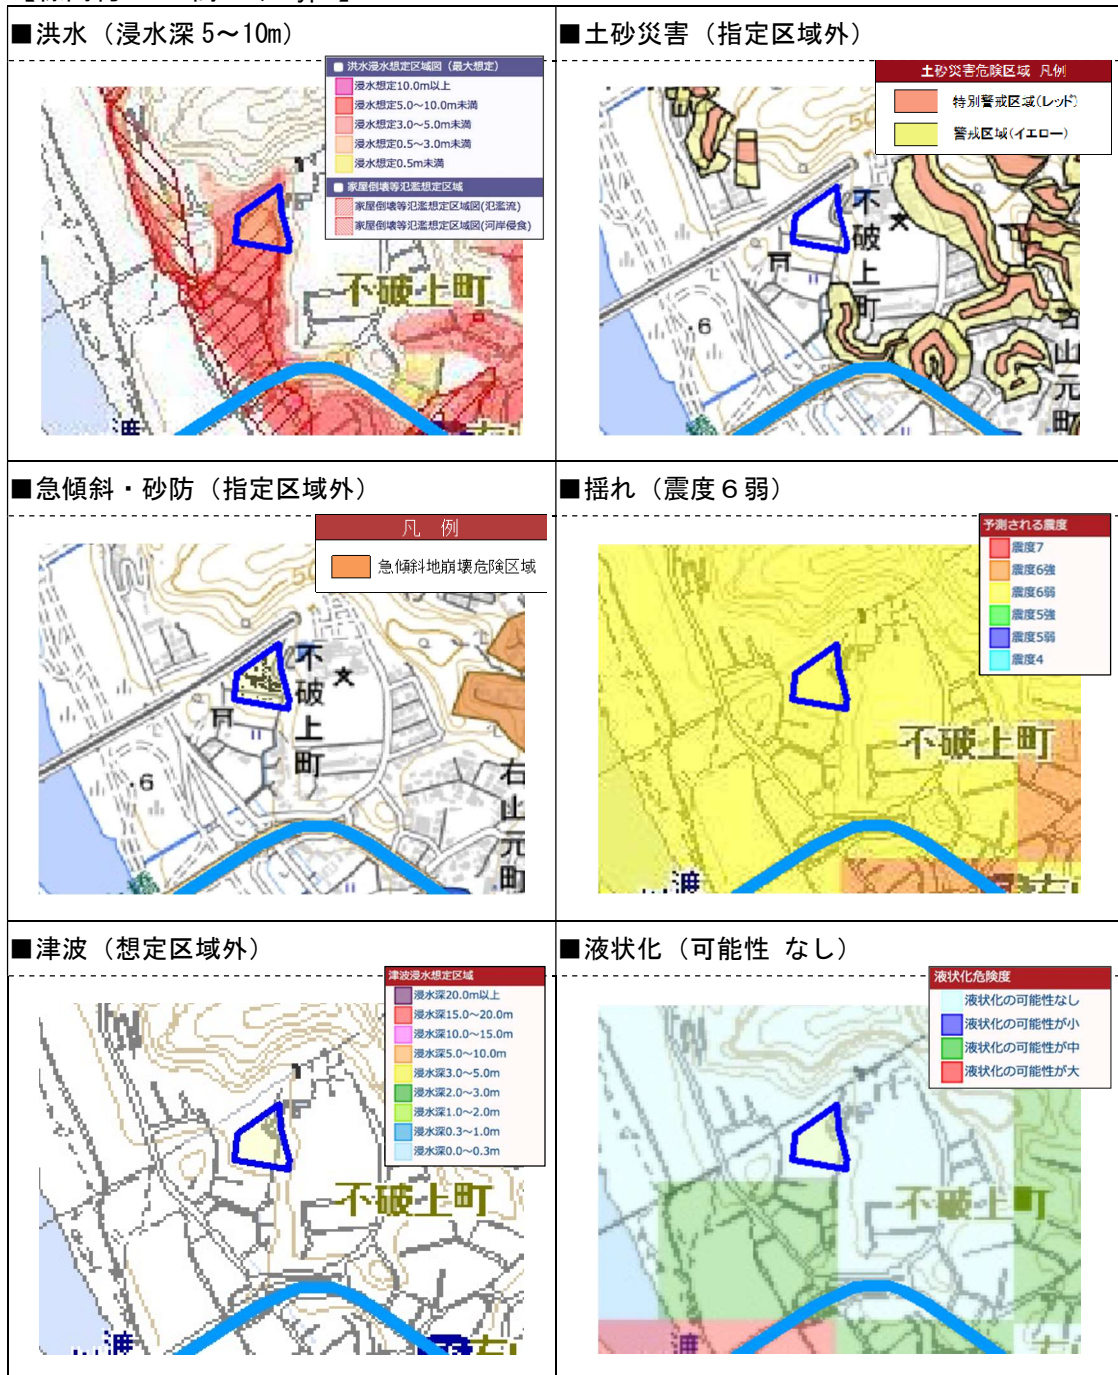 ■洪水（浸水深 5～10m）
洪水浸水想定区域図（最大想定）
浸水想定10.0m以上
浸水想定5.0～10.0m未満
浸水想定3.0～5.0m未満
浸水想定0.5～3.0m未満
浸水想定0.5m未満
家屋倒壊等氾濫想定区域
家屋倒壊等氾濫想定区域図(氾濫流)
家屋倒壊等氾濫想定区域図(河岸侵食)
不破上町
渡
■土砂災害（指定区域外）
土砂災害危険区域 凡例
特別警戒区域(レッド)
警戒区域(イエロー)
不破上町
.6
右山元町
■急傾斜・砂防（指定区域外）
凡 例
急傾斜地崩壊危険区域
不破上町
.6
右山元町
■揺れ（震度６弱）
予測される震度
震度7
震度6強
震度6弱
震度5強
震度5弱
震度4
不破上町
渡
■津波（想定区域外）
津波浸水想定区域
浸水深20.0m以上
浸水深15.0～20.0m
浸水深10.0～15.0m
浸水深5.0～10.0m
浸水深3.0～5.0m
浸水深2.0～3.0m
浸水深1.0～2.0m
浸水深0.3～1.0m
浸水深0.0～0.3m
不破上町
渡
■液状化（可能性 なし）
液状化危険度
液状化の可能性なし
液状化の可能性が小
液状化の可能性が中
液状化の可能性が大
不破上町
渡